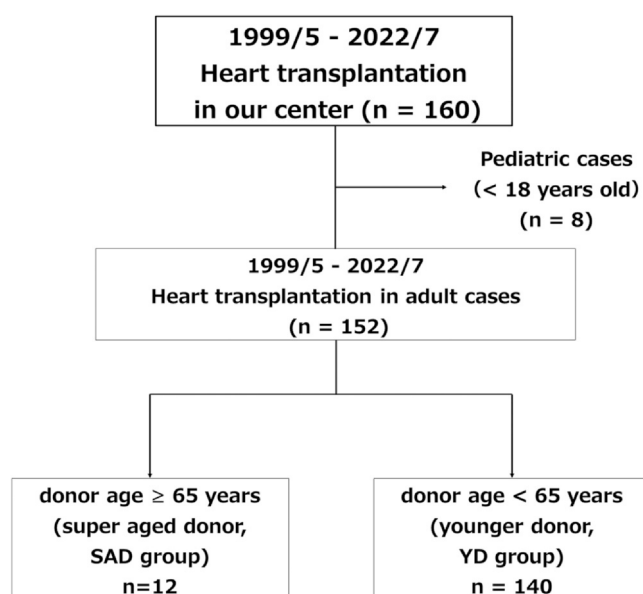 1999/5 - 2022/7
Heart transplantation
in our center (n = 160)
Pediatric cases
(< 18 years old)
(n = 8)
1999/5 - 2022/7
Heart transplantation in adult cases
(n = 152)
donor age ≥ 65 years
(super aged donor,
SAD group)
n=12
donor age < 65 years
(younger donor,
YD group)
n = 140